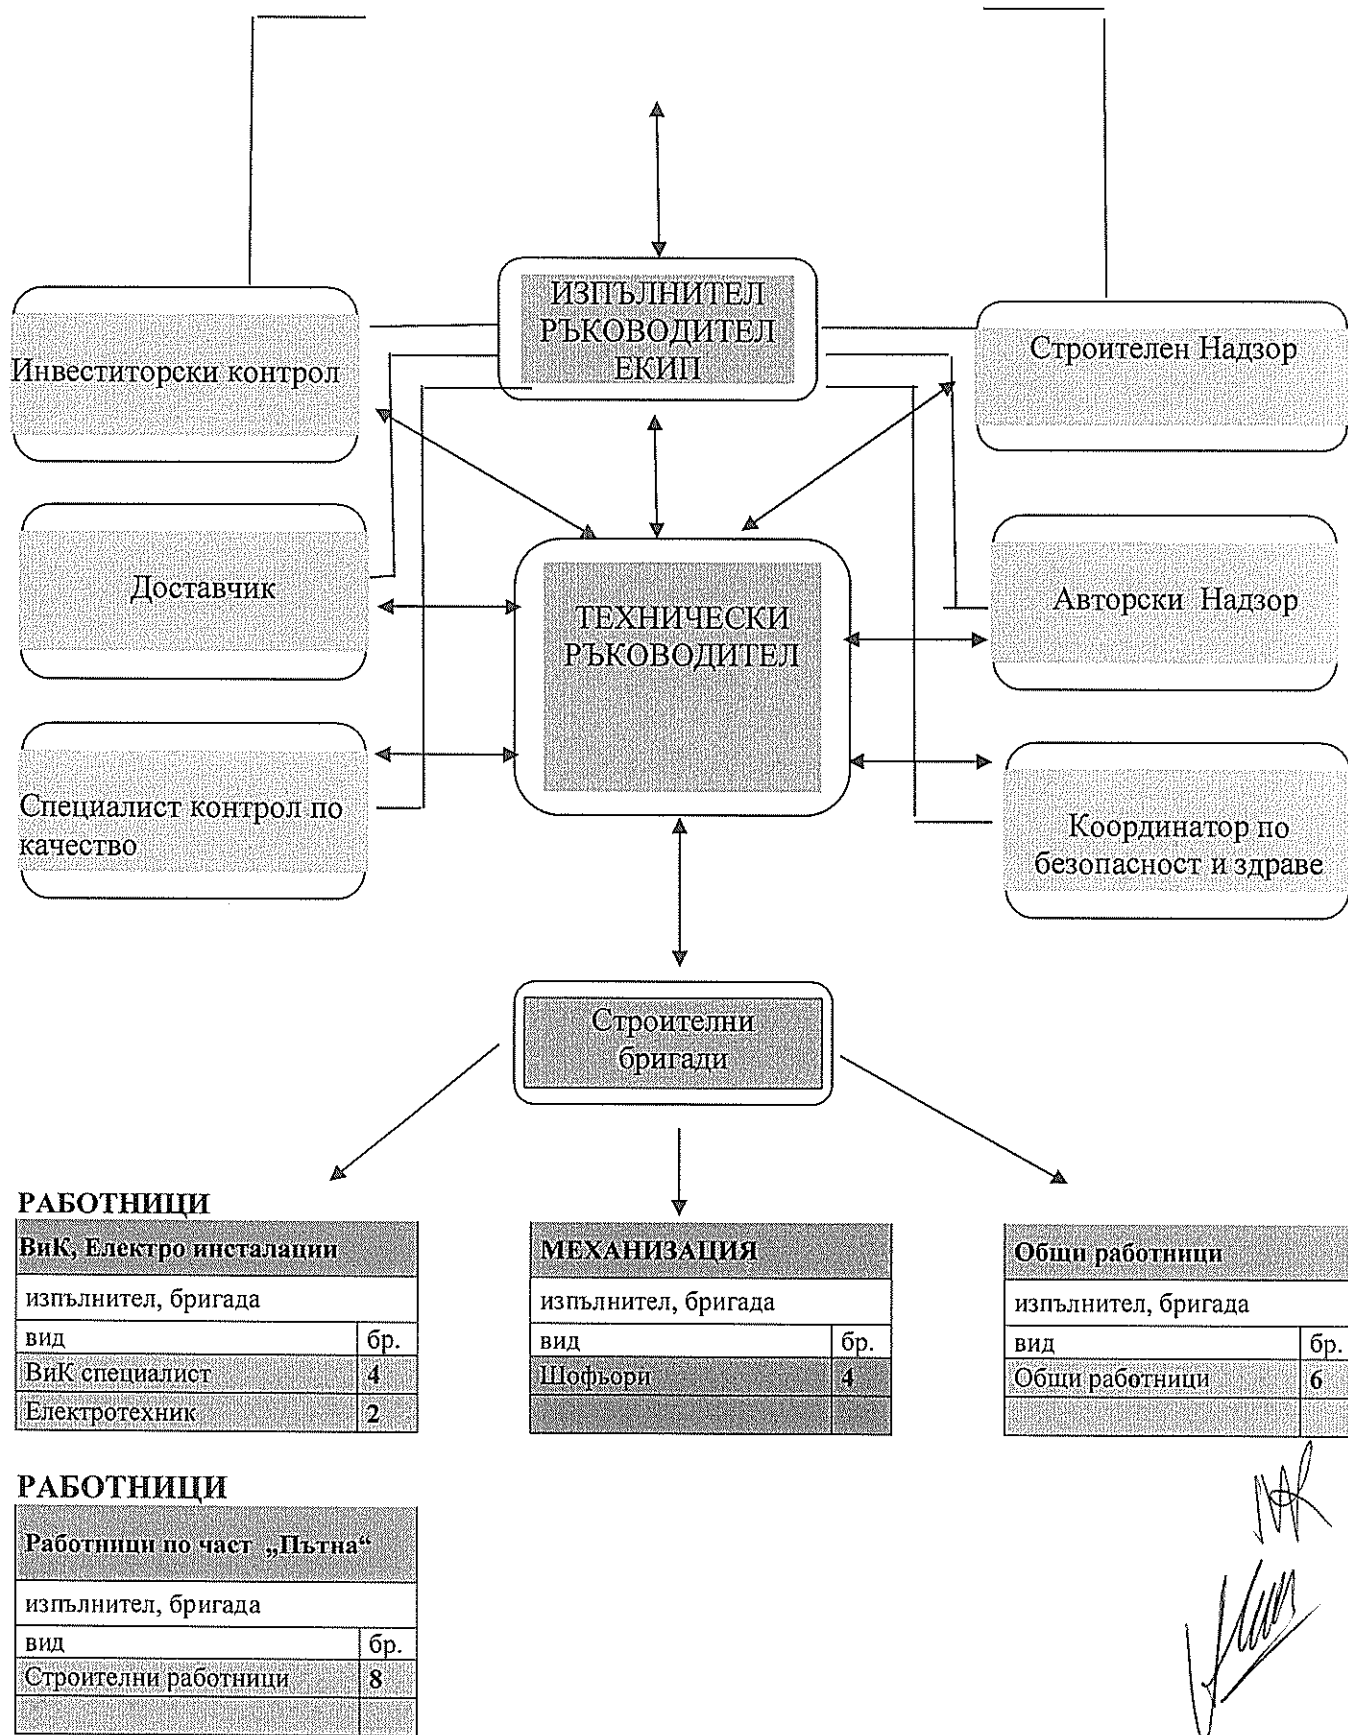 ИЗПЪЛНИТЕЛ
РЪКОВОДИТЕЛ
ЕКИП
Инвеститорски контрол
Строителен Надзор
Доставчик
ТЕХНИЧЕСКИ
РЪКОВОДИТЕЛ
Авторски Надзор
Специалист контрол по
качество
Координатор по
безопасност и здраве
Строителни
бригади
РАБОТНИЦИ
ВиК, Електро инсталации
изпълнител, бригада
вид бр.
ВиК специалист 4
Електротехник 2
МЕХАНИЗАЦИЯ
изпълнител, бригада
вид бр.
Шофьори 4
Общи работници
изпълнител, бригада
вид бр.
Общи работници 6
РАБОТНИЦИ
Работници по част „Пътна“
изпълнител, бригада
вид бр.
Строителни работници 8